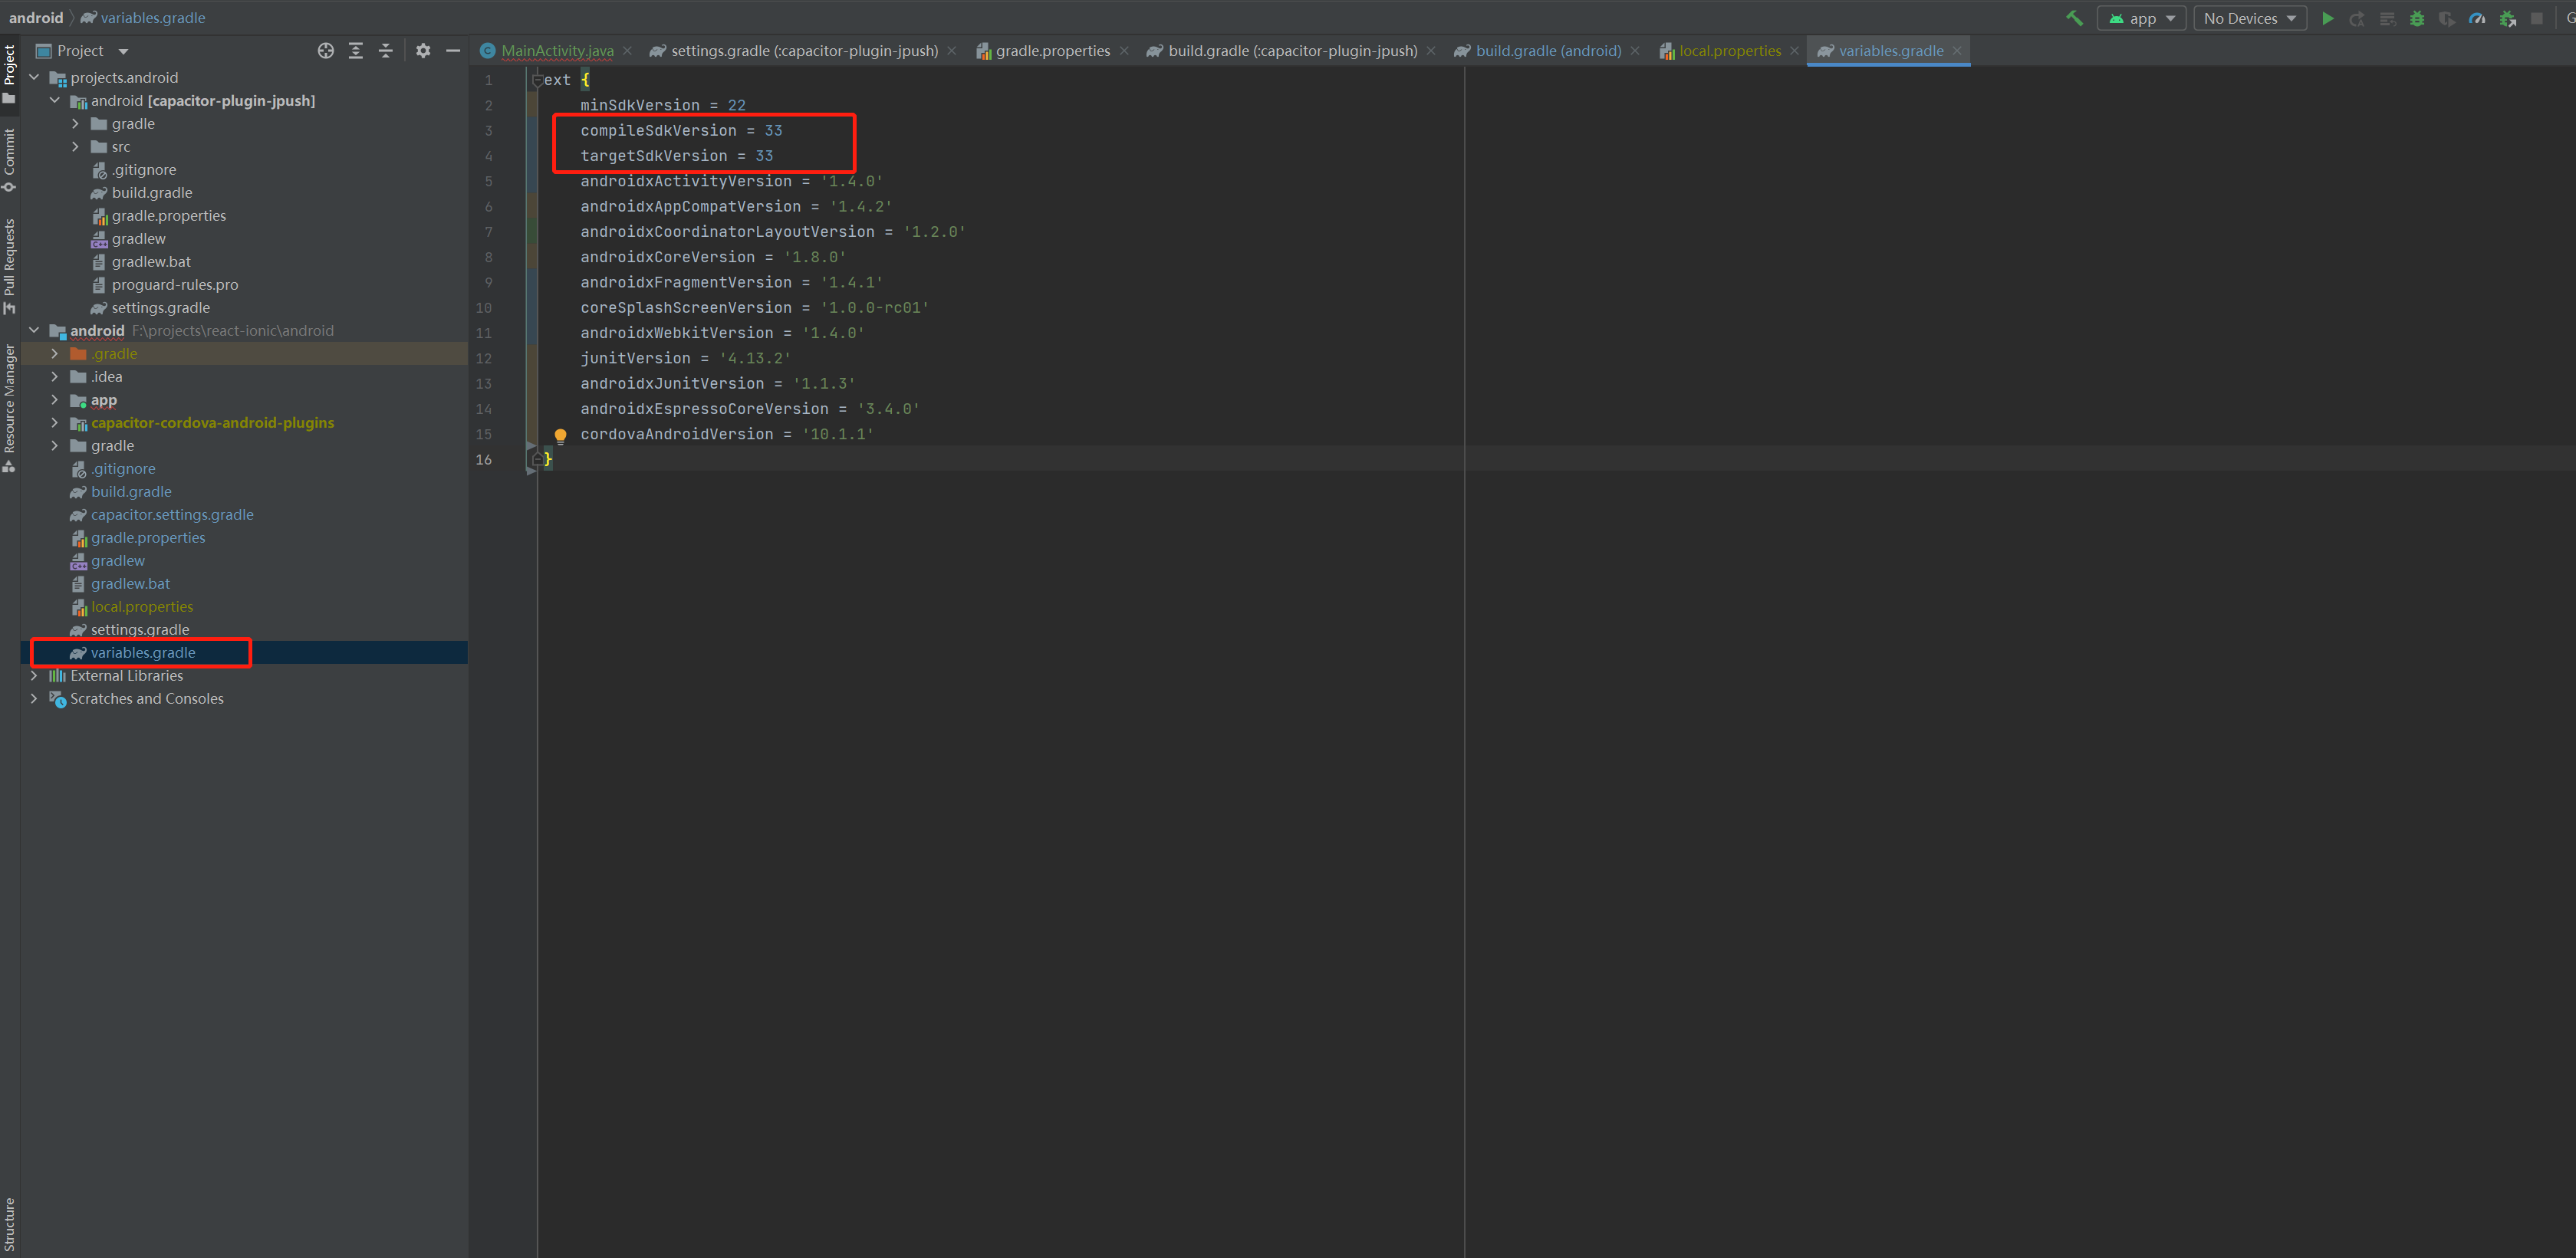 android
variables.gradle
app
No Devices
Project
MainActivity.java
settings.gradle (:capacitor-plugin-jpush)
gradle.properties
build.gradle (:capacitor-plugin-jpush)
build.gradle (android)
local.properties
variables.gradle
Project
Commit
Pull Requests
Resource Manager
Structure
projects.android
android [capacitor-plugin-jpush]
gradle
src
.gitignore
build.gradle
gradle.properties
gradlew
gradlew.bat
proguard-rules.pro
settings.gradle
android F:\projects\react-ionic\android
.gradle
.idea
app
capacitor-cordova-android-plugins
gradle
.gitignore
build.gradle
capacitor.settings.gradle
gradle.properties
gradlew
gradlew.bat
local.properties
settings.gradle
variables.gradle
External Libraries
Scratches and Consoles
1 ext {
2 minSdkVersion = 22
3 compileSdkVersion = 33
4 targetSdkVersion = 33
5 androidxActivityVersion = '1.4.0'
6 androidxAppCompatVersion = '1.4.2'
7 androidxCoordinatorLayoutVersion = '1.2.0'
8 androidxCoreVersion = '1.8.0'
9 androidxFragmentVersion = '1.4.1'
10 coreSplashScreenVersion = '1.0.0-rc01'
11 androidxWebkitVersion = '1.4.0'
12 junitVersion = '4.13.2'
13 androidxJunitVersion = '1.1.3'
14 androidxEspressoCoreVersion = '3.4.0'
15 cordovaAndroidVersion = '10.1.1'
16 }